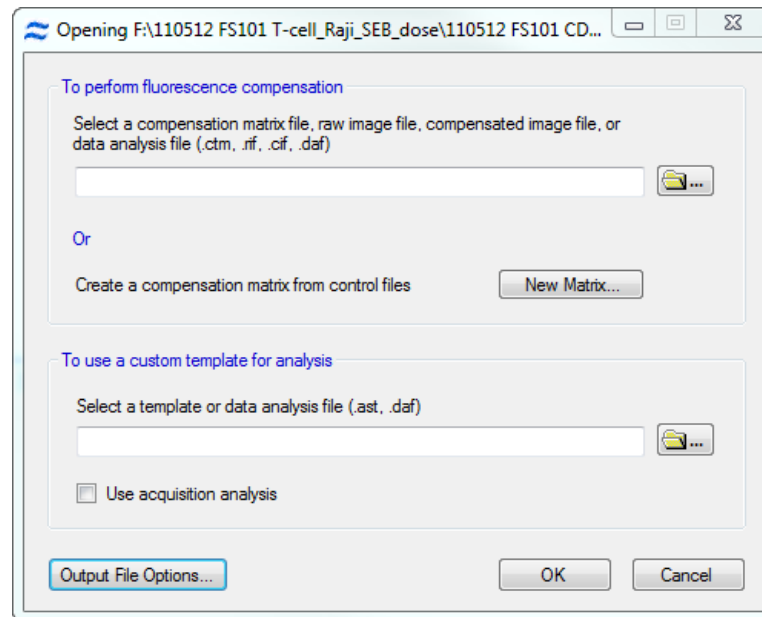 Opening F:\110512 FS101 T-cell_Raji_SEB_dose\110512 FS101 CD...
To perform fluorescence compensation
Select a compensation matrix file, raw image file, compensated image file, or
data analysis file (.ctm, .rif, .cif, .daf)
...
Or
Create a compensation matrix from control files
New Matrix...
To use a custom template for analysis
Select a template or data analysis file (.ast, .daf)
...
Use acquisition analysis
Output File Options...
OK
Cancel